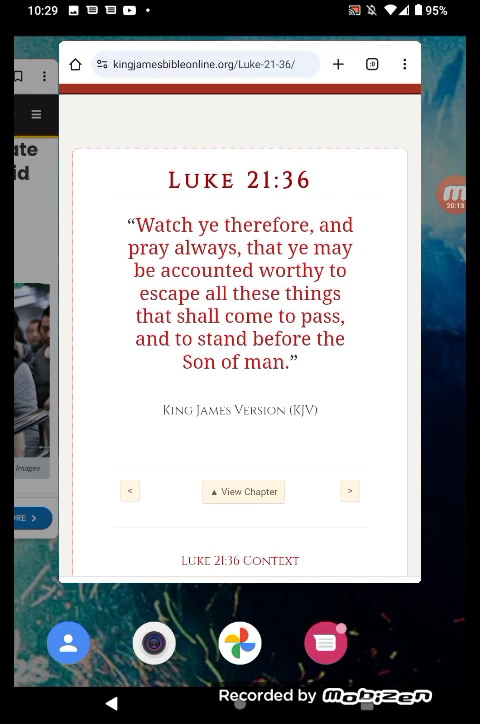 10:29
95%
kingjamesbibleonline.org/Luke-21-36/
:D
ate
id
LUKE 21:36
“Watch ye therefore, and
pray always, that ye may
be accounted worthy to
escape all these things
that shall come to pass,
and to stand before the
Son of man.”
KING JAMES VERSION (KJV)
20:13
Images
< ▲ View Chapter >
ORE >
LUKE 21:36 CONTEXT
Recorded by Mobizen